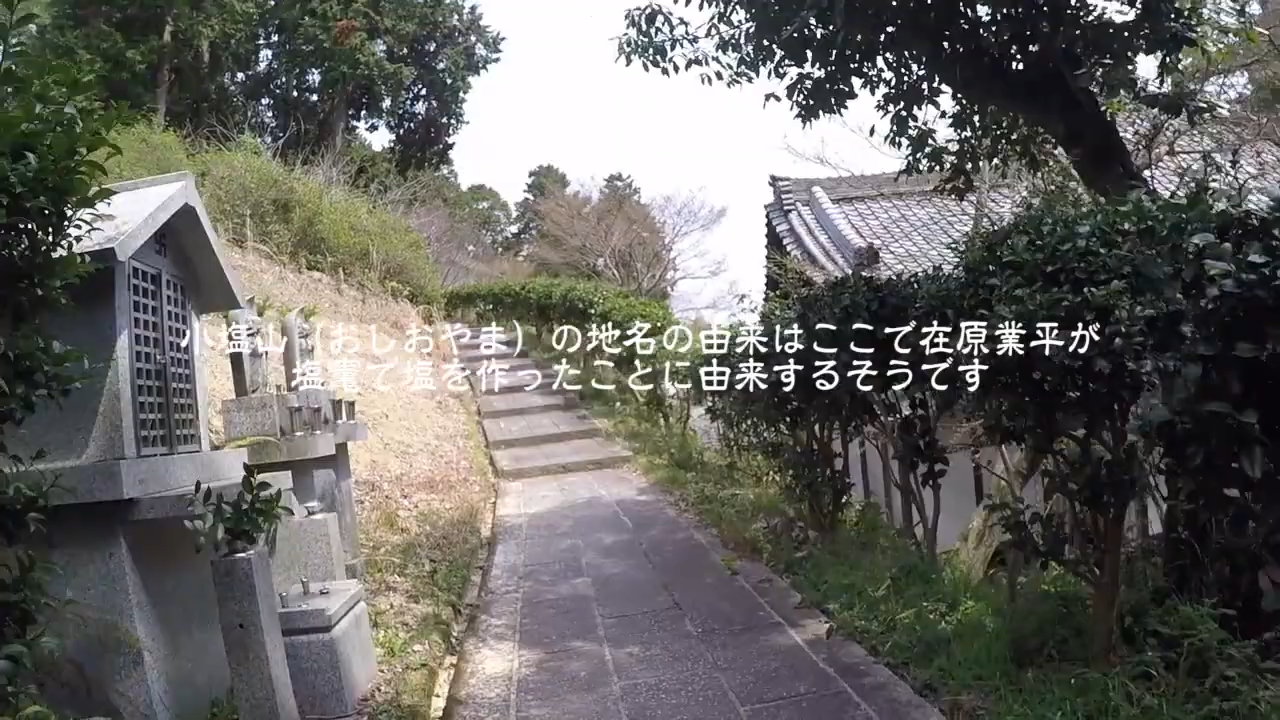 小塩山（おしおやま）の地名の由来はここで在原業平が
塩竈で塩を作ったことに由来するそうです